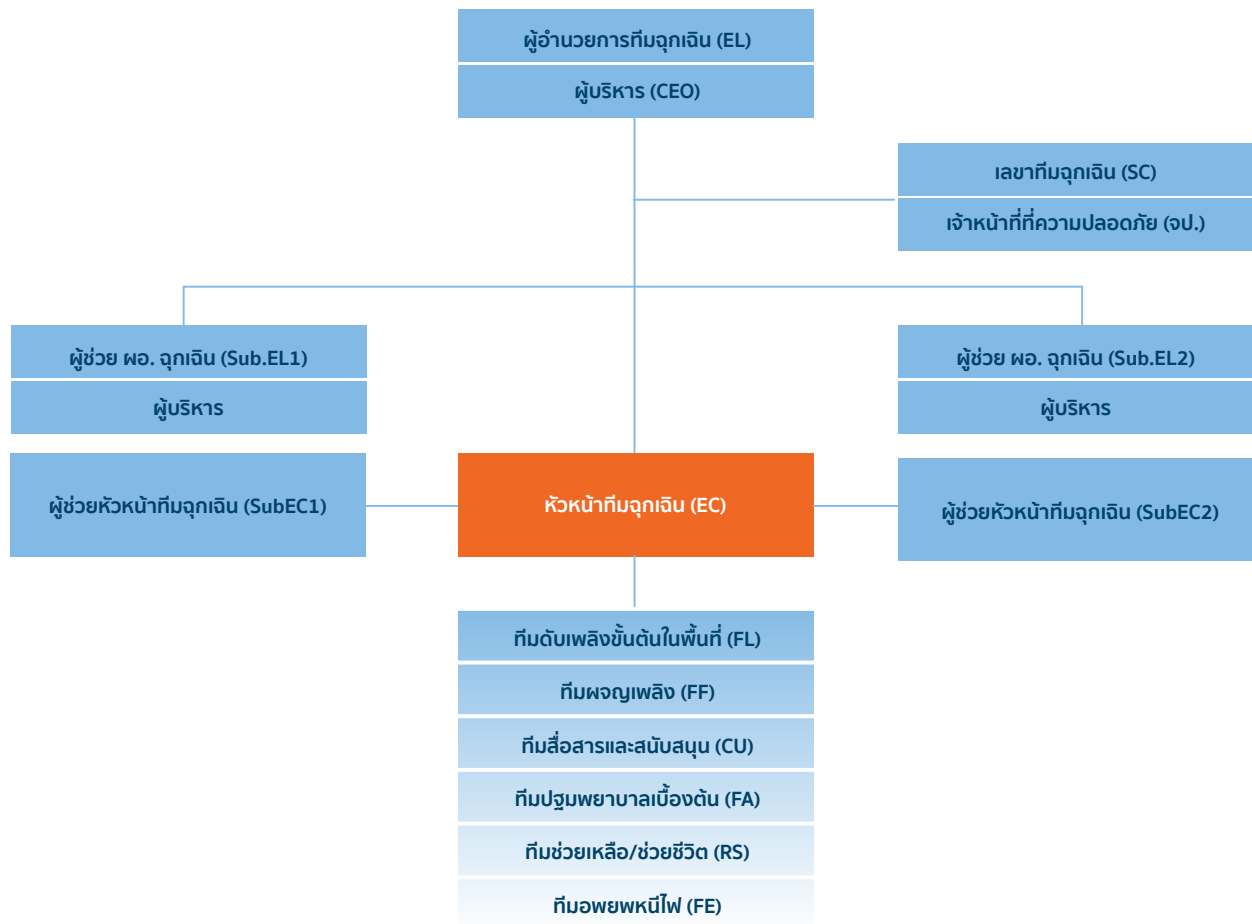 ผู้อำนวยการทีมฉุกเฉิน (EL)
ผู้บริหาร (CEO)
เลขาทีมฉุกเฉิน (SC)
เจ้าหน้าที่ที่ความปลอดภัย (จป.)
ผู้ช่วย ผอ. ฉุกเฉิน (Sub.EL1)
ผู้บริหาร
ผู้ช่วย ผอ. ฉุกเฉิน (Sub.EL2)
ผู้บริหาร
ผู้ช่วยหัวหน้าทีมฉุกเฉิน (SubEC1)
หัวหน้าทีมฉุกเฉิน (EC)
ผู้ช่วยหัวหน้าทีมฉุกเฉิน (SubEC2)
ทีมดับเพลิงขั้นต้นในพื้นที่ (FL)
ทีมผจญเพลิง (FF)
ทีมสื่อสารและสนับสนุน (CU)
ทีมปฐมพยาบาลเบื้องต้น (FA)
ทีมช่วยเหลือ/ช่วยชีวิต (RS)
ทีมอพยพหนีไฟ (FE)